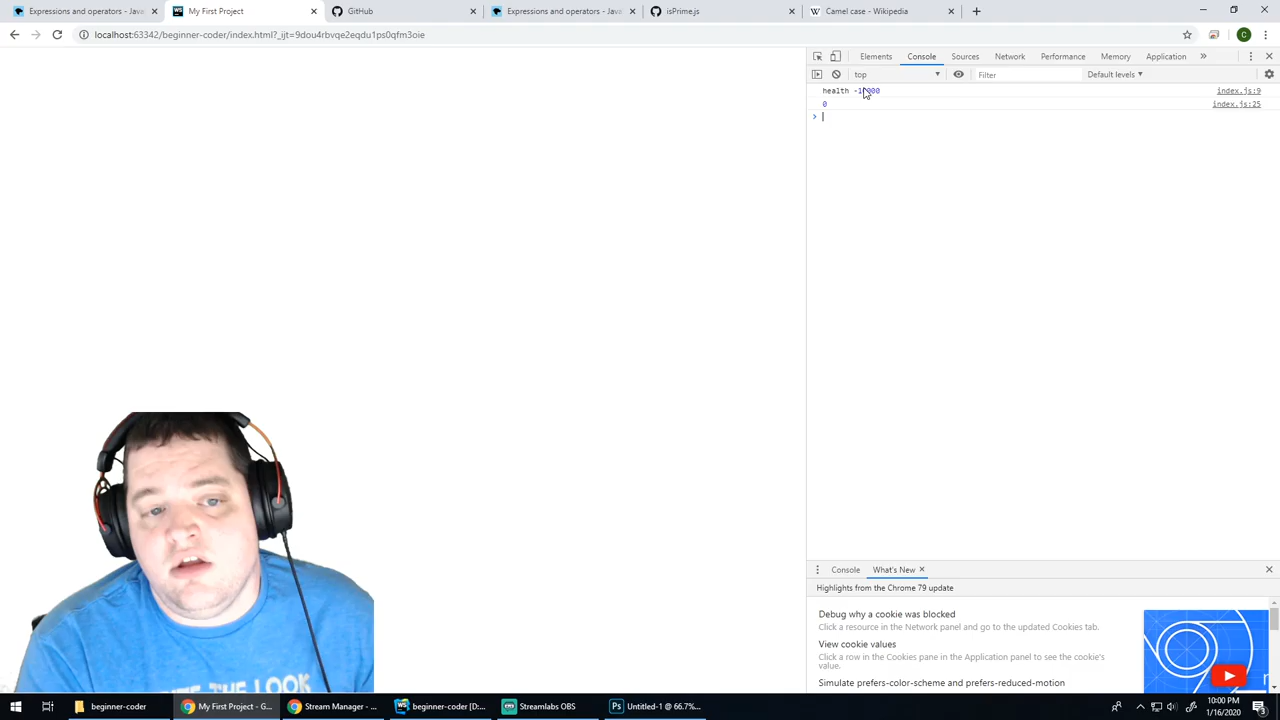 Expressions and operators - Java
My First Project
GitHub
Expressions and operators - Java
isPrime.js
Camel case - Wikipedia
localhost:63342/beginner-coder/index.html?_ijt=9dou4rbvqe2eqdu1ps0qfm3oie
C
Elements Console Sources Network Performance Memory Application
top
Filter
Default levels
health
index.js:9
0
index.js:25
Console
What's New
Highlights from the Chrome 79 update
Debug why a cookie was blocked
Click a resource in the Network panel and go to the updated Cookies tab.
View cookie values
Click a row in the Cookies pane in the Application panel to see the cookie's
value.
Simulate prefers-color-scheme and prefers-reduced-motion
THE LOOK
beginner-coder
My First Project - G...
Stream Manager - ...
beginner-coder [D:...
Streamlabs OBS
Untitled-1 @ 66.7%...
10:00 PM
1/16/2020
3